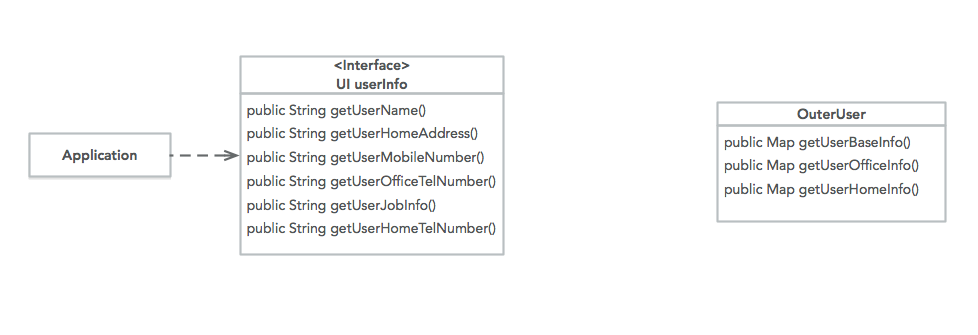 Application
<Interface>
UI userInfo
public String getUserName()
public String getUserHomeAddress()
public String getUserMobileNumber()
public String getUserOfficeTelNumber()
public String getUserJobInfo()
public String getUserHomeTelNumber()
OuterUser
public Map getUserBaseInfo()
public Map getUserOfficeInfo()
public Map getUserHomeInfo()